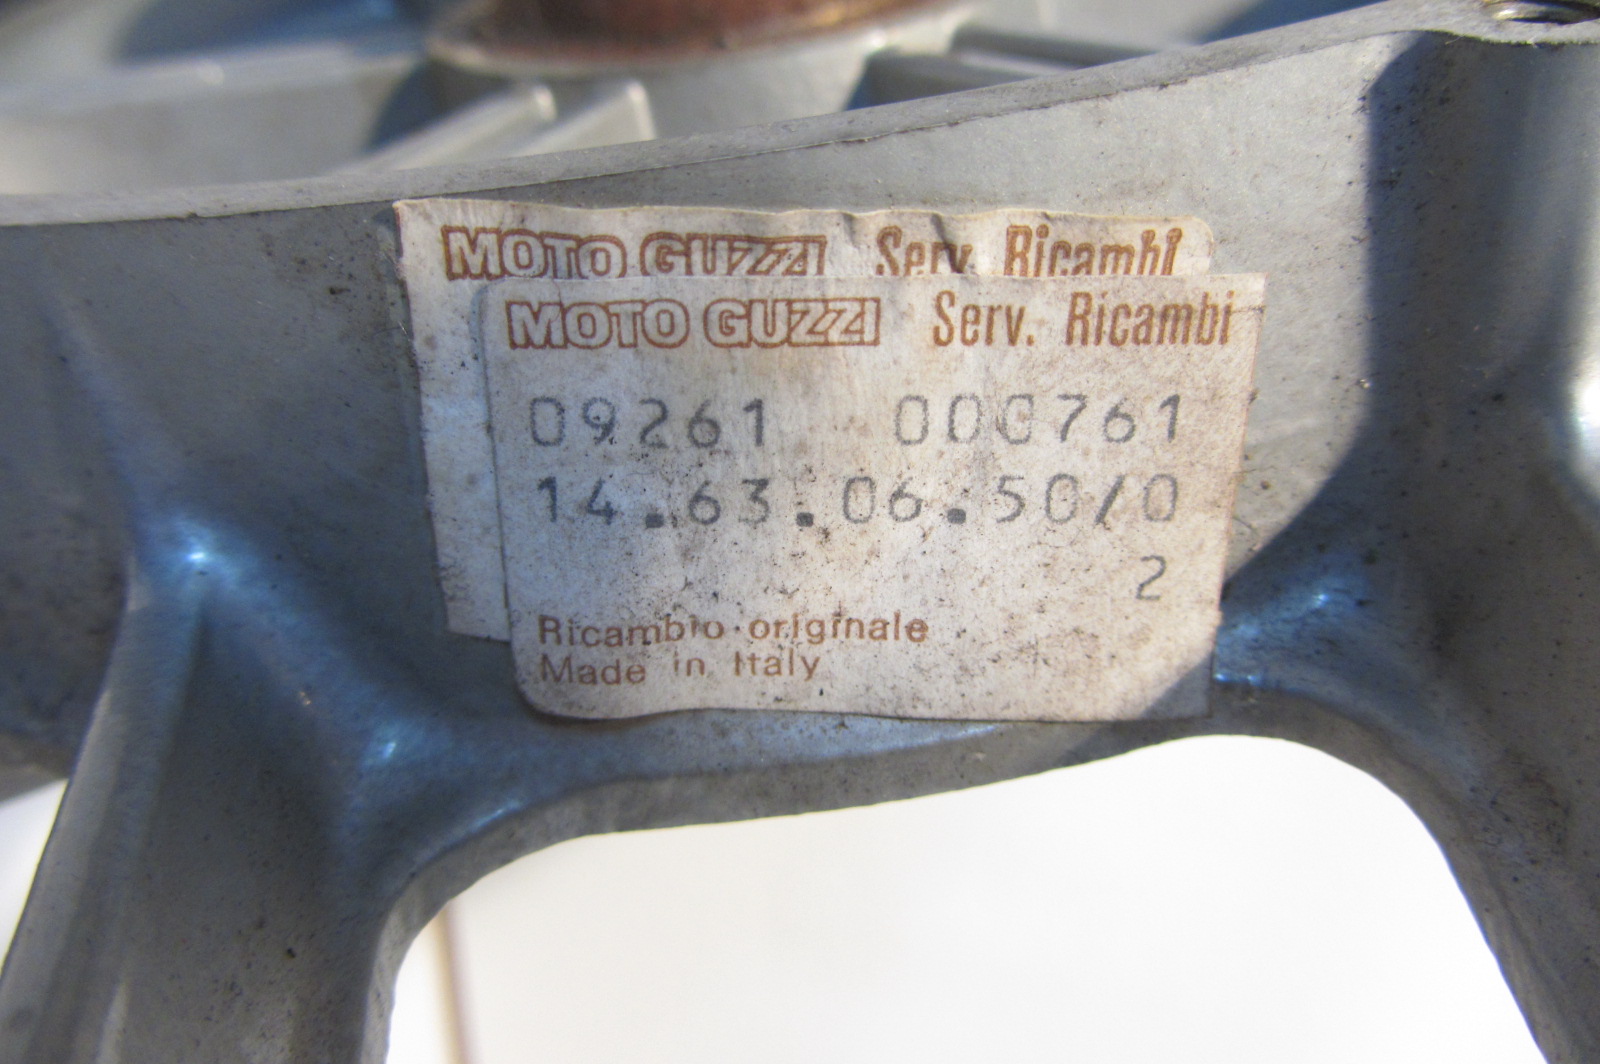 MOTO GUZZI Serv. Ricambi
MOTO GUZZI Serv. Ricambi
09261 000761
14.63.06.50/0
2
Ricambio originale
Made in Italy